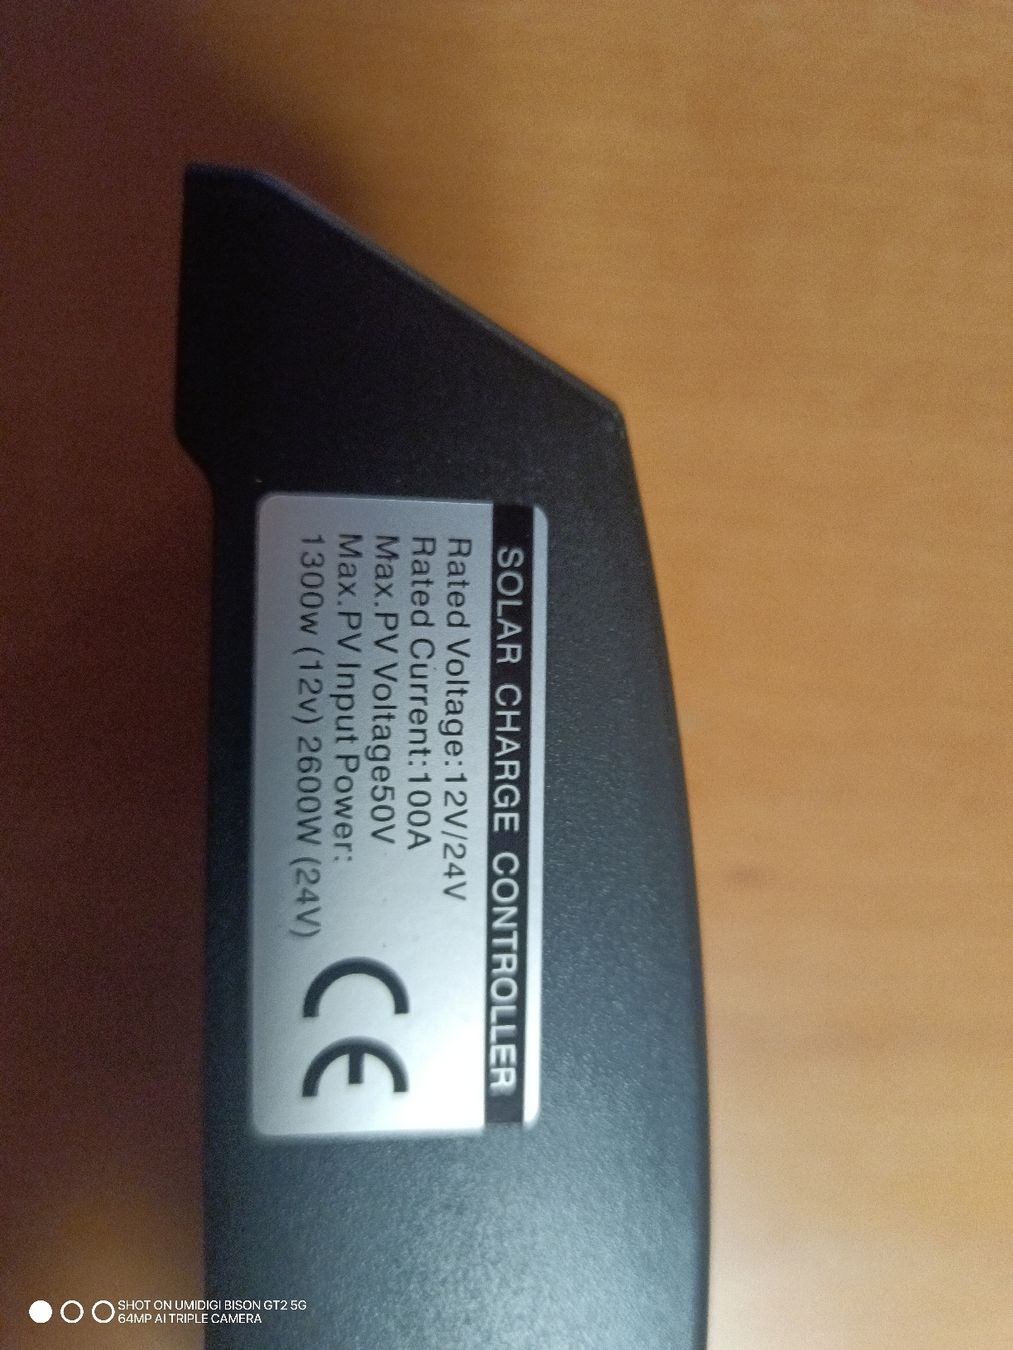 SOLAR CHARGE CONTROLLER
Rated Voltage:12V/24V
Rated Current:100A
Max.PV Voltage50V
Max.PV Input Power:
1300w (12v) 2600W (24V)
CE
SHOT ON UMIDIGI BISON GT2 5G
64MP AI TRIPLE CAMERA